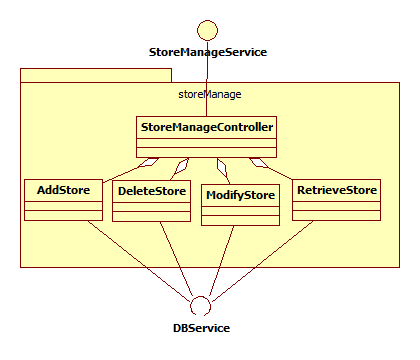 StoreManageService
storeManage
StoreManageController
AddStore
DeleteStore
ModifyStore
RetrieveStore
DBService